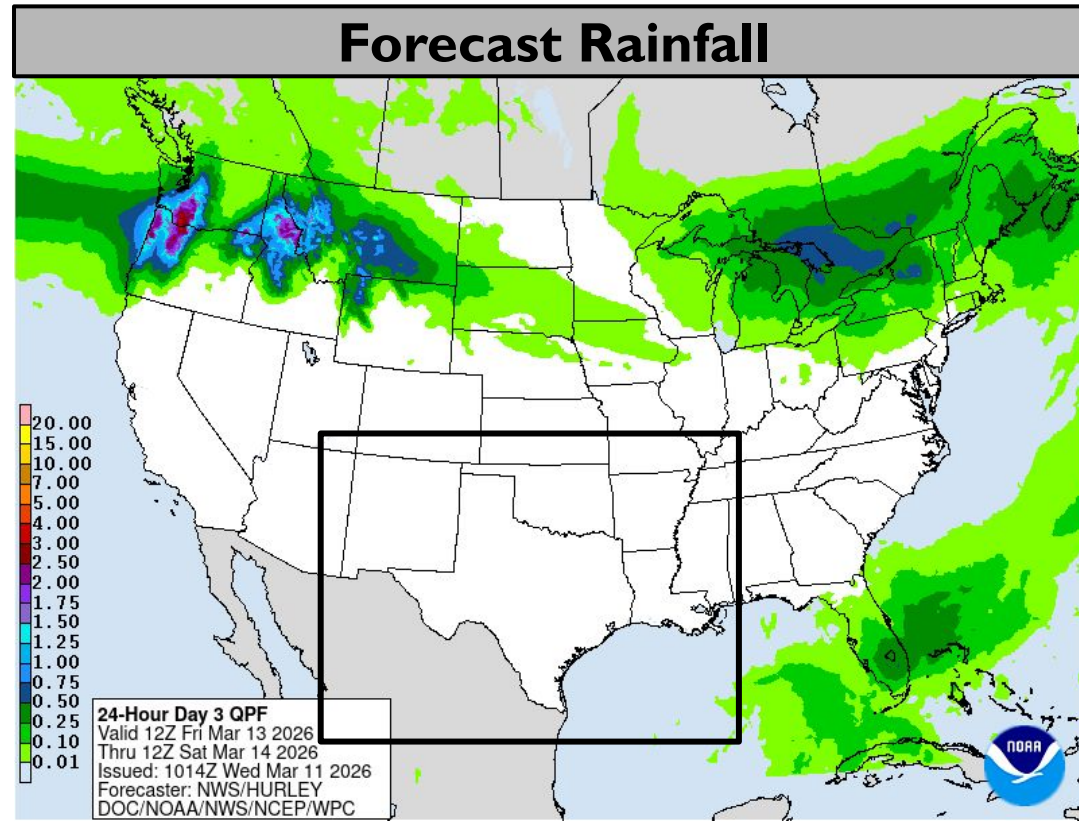 Forecast Rainfall
20.00
15.00
10.00
7.00
5.00
4.00
3.00
2.50
2.00
1.75
1.50
1.25
1.00
0.75
0.50
0.25
0.10
0.01
24-Hour Day 3 QPF
Valid 12Z Fri Mar 13 2026
Thru 12Z Sat Mar 14 2026
Issued: 1014Z Wed Mar 11 2026
Forecaster: NWS/HURLEY
DOC/NOAA/NWS/NCEP/WPC
NOAA